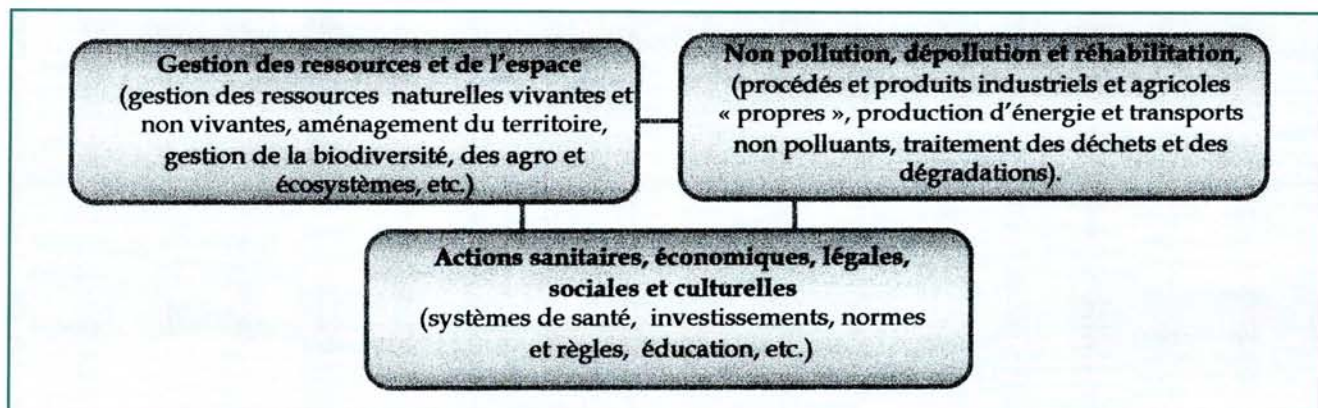 Gestion des ressources et de l'espace
(gestion des ressources naturelles vivantes et
non vivantes, aménagement du territoire,
gestion de la biodiversité, des agro et
écosystèmes, etc.)
Non pollution, dépollution et réhabilitation,
(procédés et produits industriels et agricoles
« propres », production d'énergie et transports
non polluants, traitement des déchets et des
dégradations).
Actions sanitaires, économiques, légales,
sociales et culturelles
(systèmes de santé, investissements, normes
et règles, éducation, etc.)